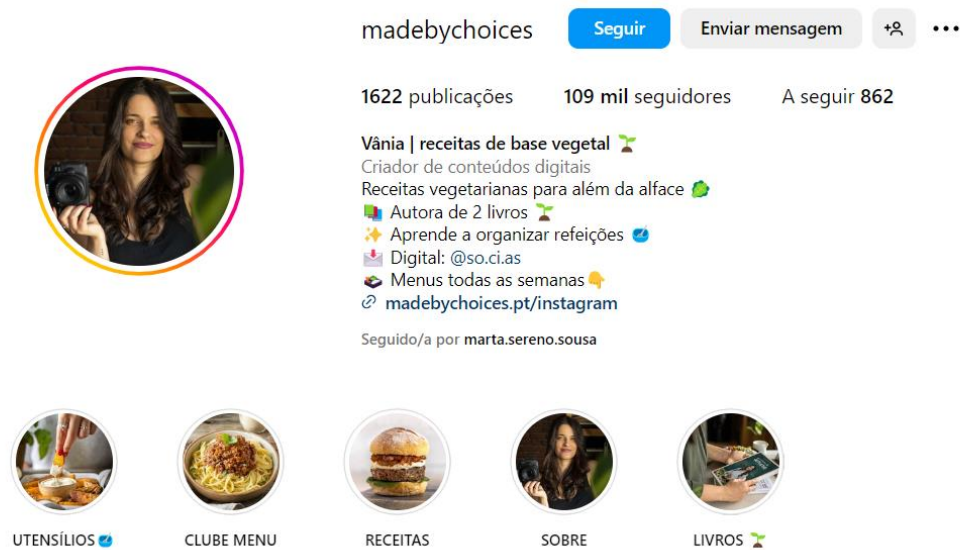 madebychoices Seguir Enviar mensagem
1622 publicações 109 mil seguidores A seguir 862
Vânia | receitas de base vegetal 🌱
Criador de conteúdos digitais
Receitas vegetarianas para além da alface 🥬
📚 Autora de 2 livros 🌱
✨ Aprende a organizar refeições 🥣
📩 Digital: @so.ci.as
🍱 Menus todas as semanas👇
madebychoices.pt/instagram
Seguido/a por marta.sereno.sousa
UTENSÍLIOS🥣 CLUBE MENU RECEITAS SOBRE LIVROS 🌱